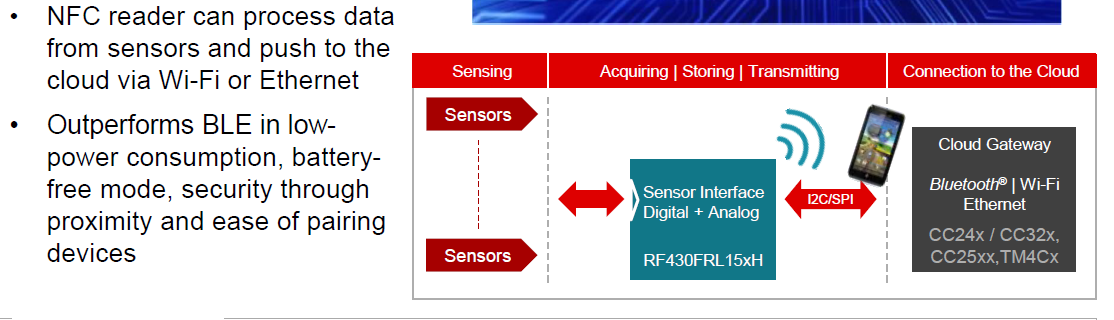 • NFC reader can process data
from sensors and push to the
cloud via Wi-Fi or Ethernet
• Outperforms BLE in low-
power consumption, battery-
free mode, security through
proximity and ease of pairing
devices
Sensing
Acquiring | Storing | Transmitting
Connection to the Cloud
Sensors
Sensors
Sensor Interface
Digital + Analog
RF430FRL15xH
I2C/SPI
Cloud Gateway
Bluetooth® | Wi-Fi
Ethernet
CC24x / CC32x,
CC25xx,TM4Cx